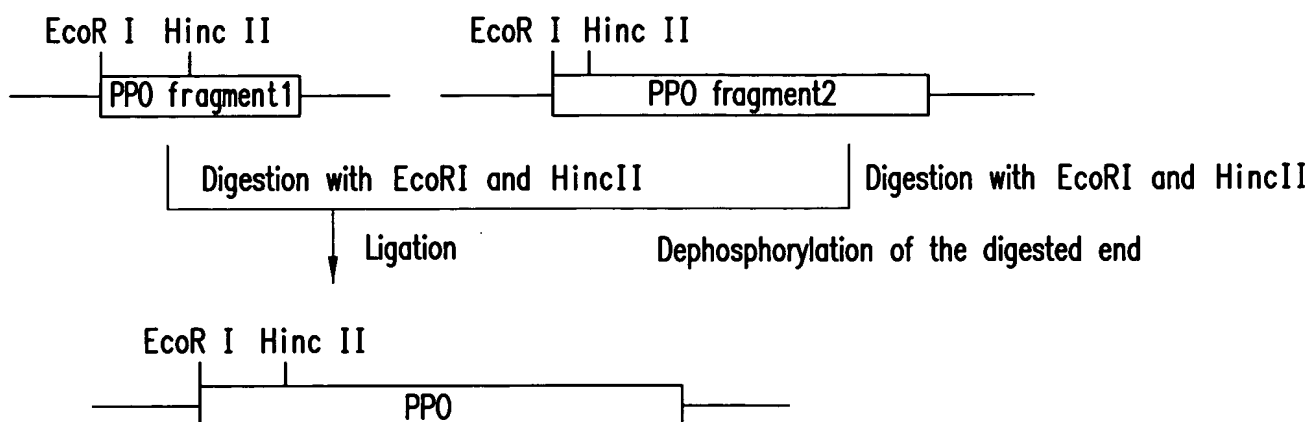 EcoR I Hinc II
EcoR I Hinc II
PPO fragment1
PPO fragment2
Digestion with EcoRI and HincII
Digestion with EcoRI and HincII
Ligation
Dephosphorylation of the digested end
EcoR I Hinc II
PPO